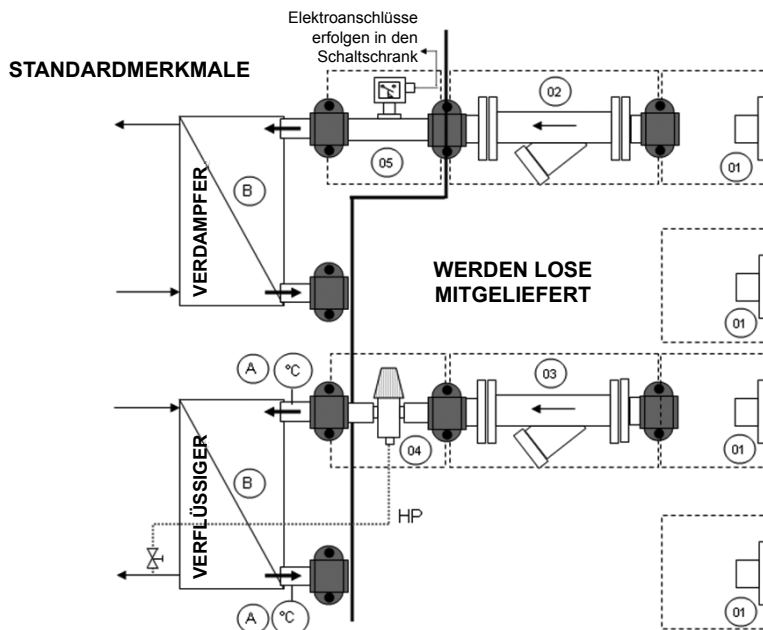 Elektroanschlüsse
erfolgen in den
Schaltschrank
STANDARDMERKMALE
02
05
01
VERDAMPFER
B
WERDEN LOSE
MITGELIEFERT
01
A
°C
03
04
01
VERFLÜSSIGER
B
HP
A
°C
01